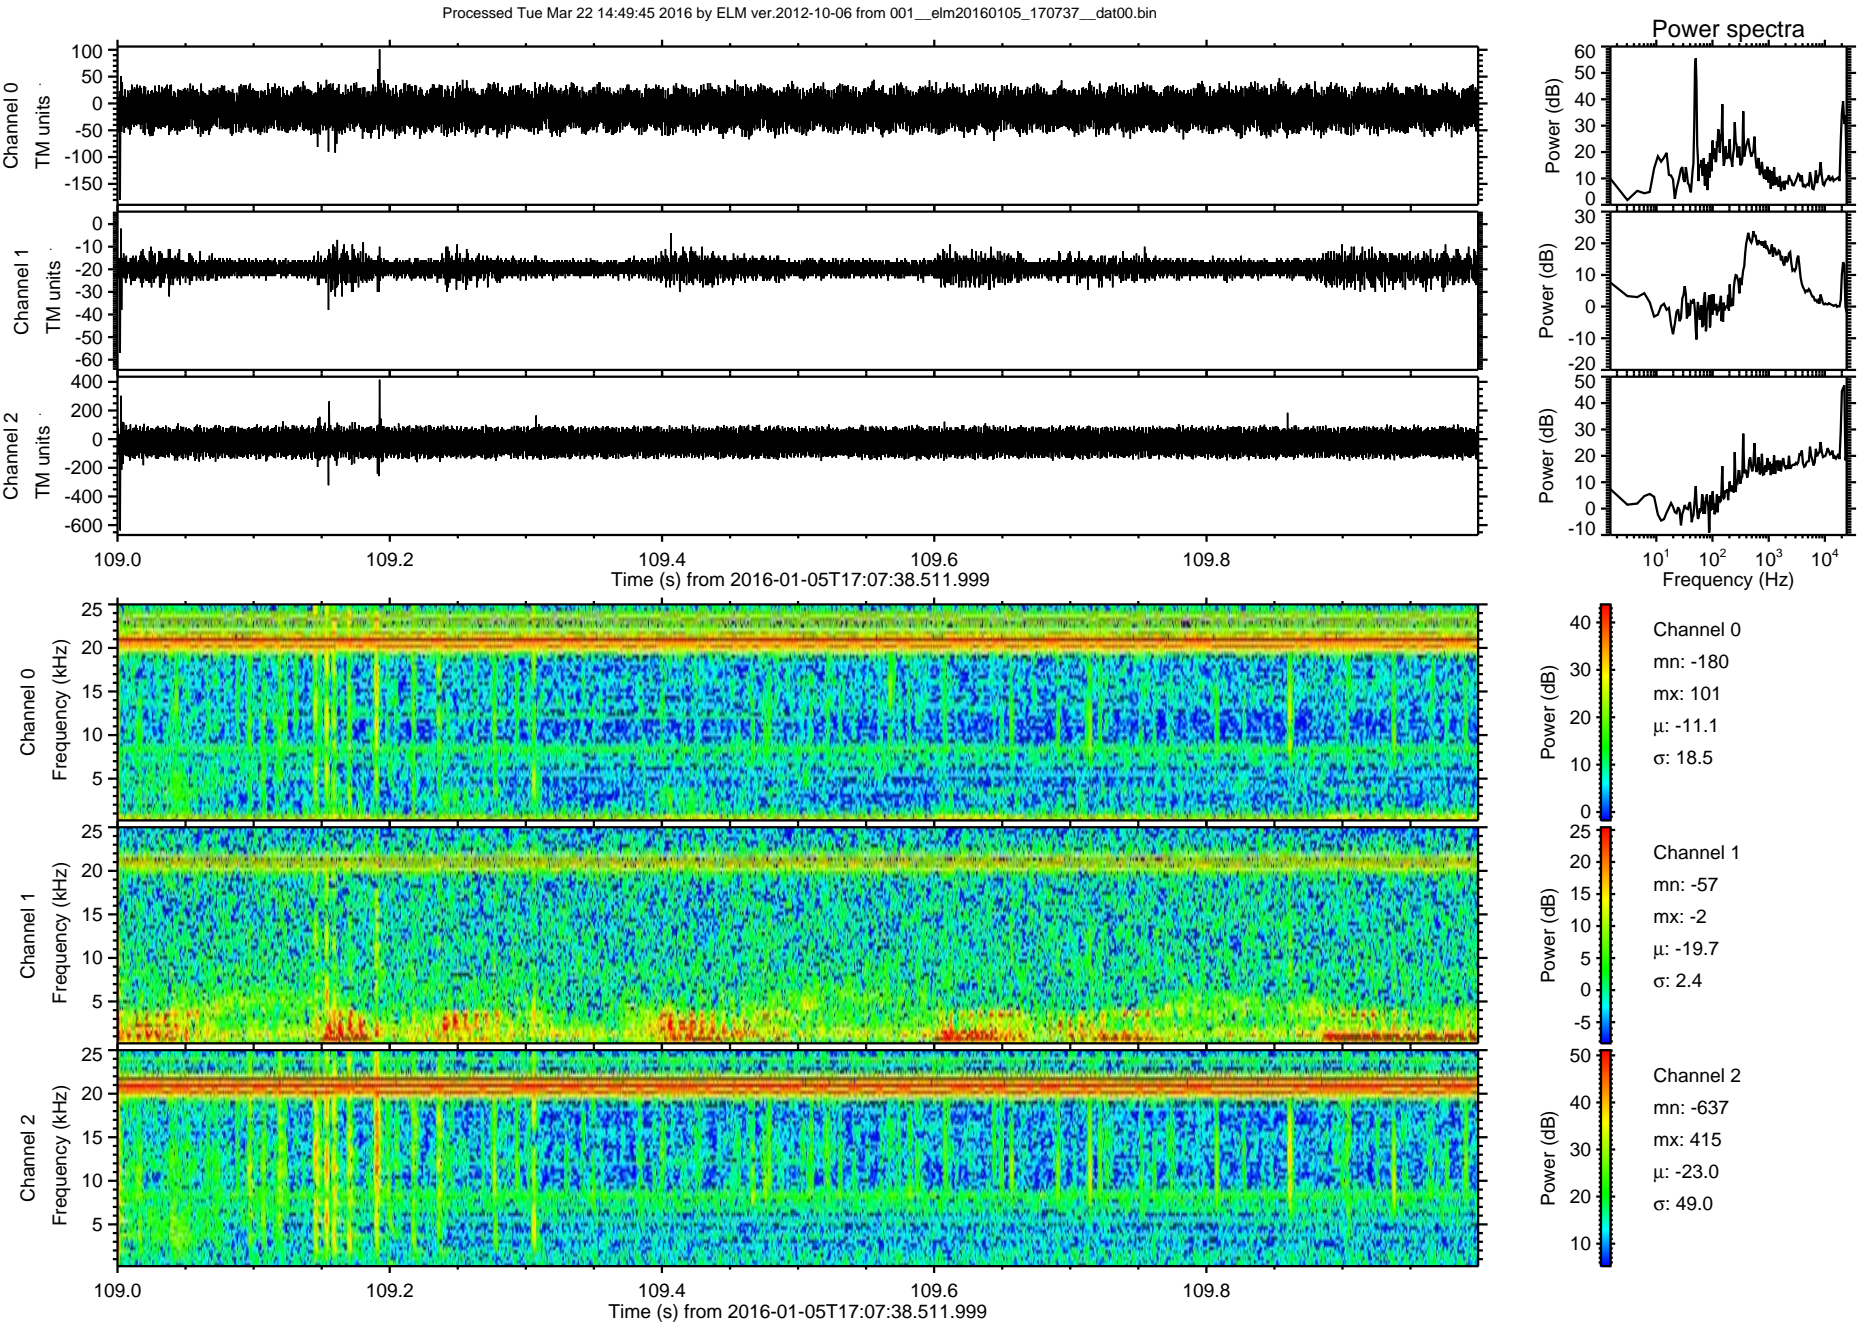 Processed Tue Mar 22 14:49:45 2016 by ELM ver.2012-10-06 from 001__elm20160105_170737__dat00.bin
Power spectra
Channel 0
TM units
100
50
0
-50
-100
-150
Power (dB)
60
50
40
30
20
10
0
Channel 1
TM units
0
-10
-20
-30
-40
-50
-60
Power (dB)
30
20
10
0
-10
-20
Channel 2
TM units
400
200
0
-200
-400
-600
Power (dB)
50
40
30
20
10
0
-10
109.0 109.2 109.4 109.6 109.8
Time (s) from 2016-01-05T17:07:38.511.999
10¹ 10² 10³ 10⁴
Frequency (Hz)
Channel 0
Frequency (kHz)
25
20
15
10
5
Power (dB)
40
30
20
10
0
Channel 0
mn: -180
mx: 101
µ: -11.1
σ: 18.5
Channel 1
Frequency (kHz)
25
20
15
10
5
Power (dB)
25
20
15
10
5
0
-5
Channel 1
mn: -57
mx: -2
µ: -19.7
σ: 2.4
Channel 2
Frequency (kHz)
25
20
15
10
5
Power (dB)
50
40
30
20
10
Channel 2
mn: -637
mx: 415
µ: -23.0
σ: 49.0
109.0 109.2 109.4 109.6 109.8
Time (s) from 2016-01-05T17:07:38.511.999